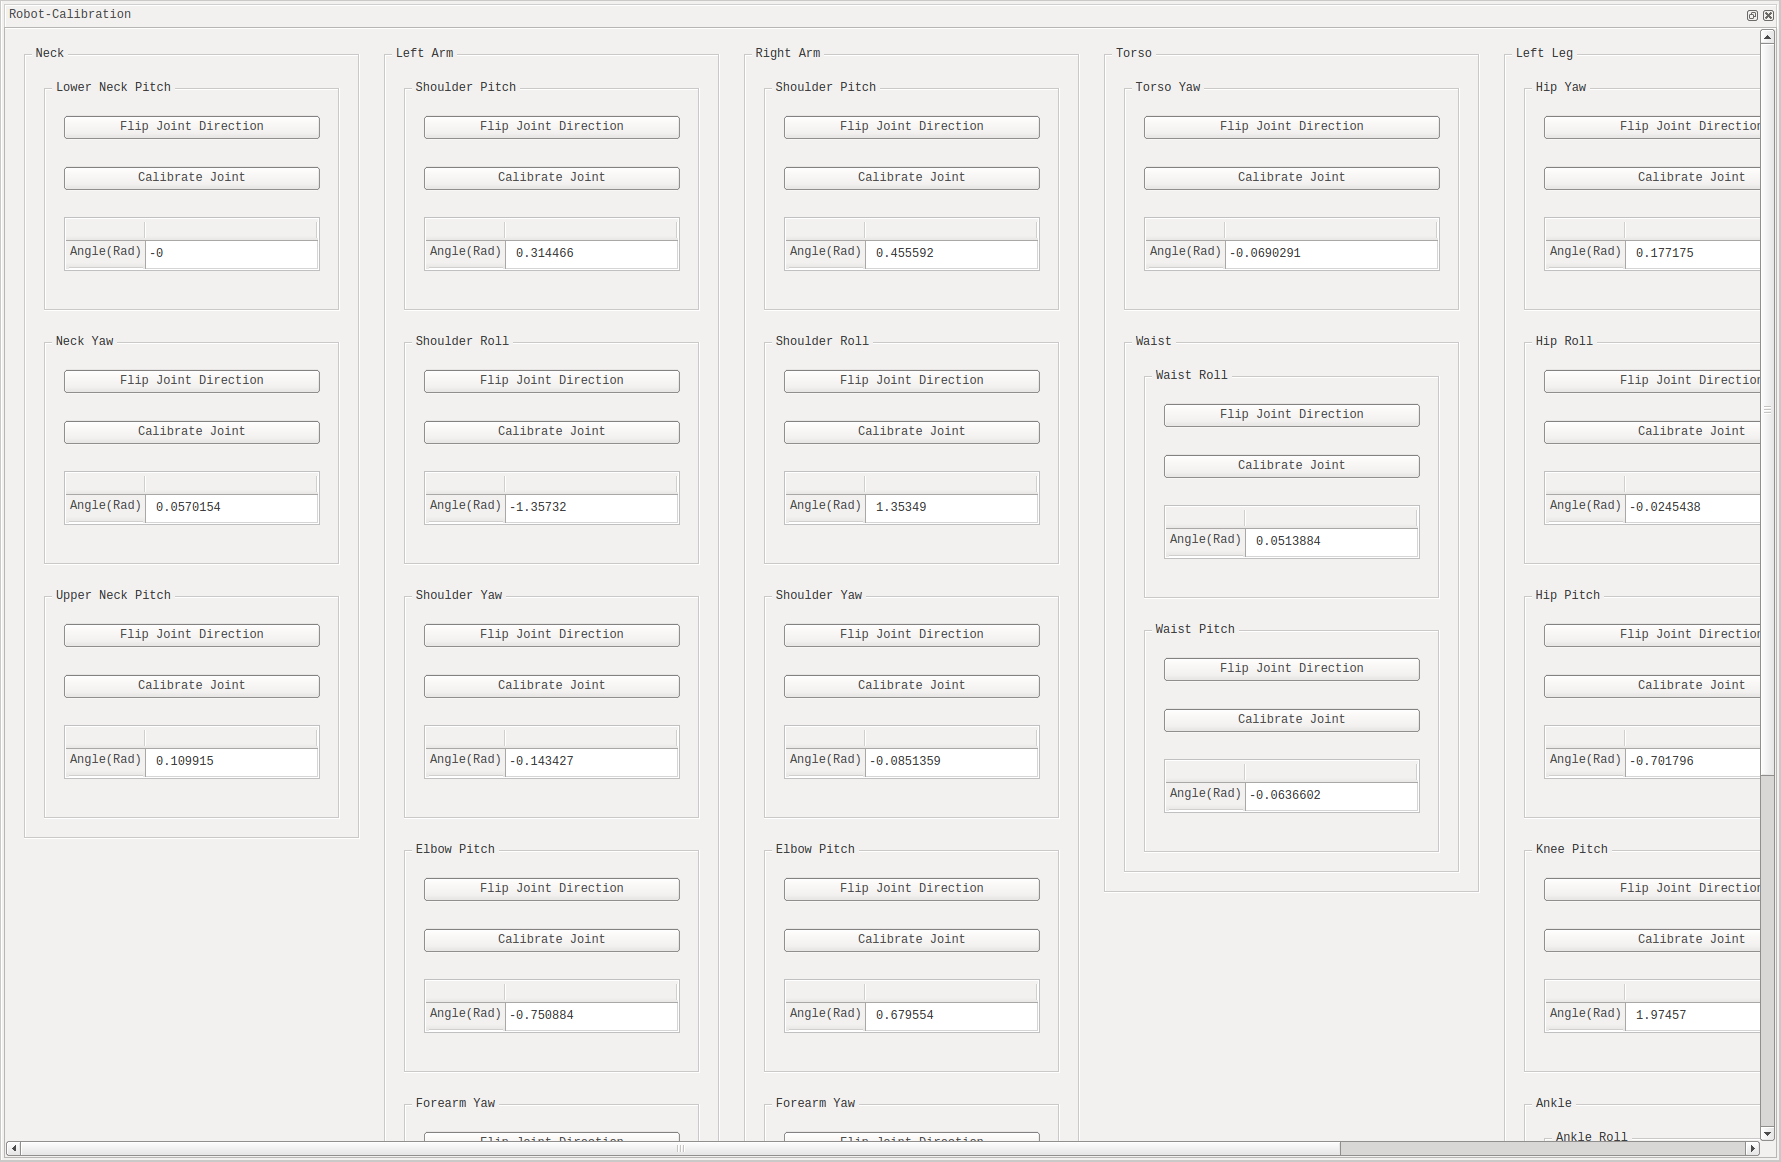 Robot-Calibration
Neck
Lower Neck Pitch
Flip Joint Direction
Calibrate Joint
Angle(Rad) -0
Neck Yaw
Flip Joint Direction
Calibrate Joint
Angle(Rad) 0.0570154
Upper Neck Pitch
Flip Joint Direction
Calibrate Joint
Angle(Rad) 0.109915
Left Arm
Shoulder Pitch
Flip Joint Direction
Calibrate Joint
Angle(Rad) 0.314466
Shoulder Roll
Flip Joint Direction
Calibrate Joint
Angle(Rad) -1.35732
Shoulder Yaw
Flip Joint Direction
Calibrate Joint
Angle(Rad) -0.143427
Elbow Pitch
Flip Joint Direction
Calibrate Joint
Angle(Rad) -0.750884
Forearm Yaw
Flip Joint Direction
Right Arm
Shoulder Pitch
Flip Joint Direction
Calibrate Joint
Angle(Rad) 0.455592
Shoulder Roll
Flip Joint Direction
Calibrate Joint
Angle(Rad) 1.35349
Shoulder Yaw
Flip Joint Direction
Calibrate Joint
Angle(Rad) -0.0851359
Elbow Pitch
Flip Joint Direction
Calibrate Joint
Angle(Rad) 0.679554
Forearm Yaw
Flip Joint Direction
Torso
Torso Yaw
Flip Joint Direction
Calibrate Joint
Angle(Rad) -0.0690291
Waist
Waist Roll
Flip Joint Direction
Calibrate Joint
Angle(Rad) 0.0513884
Waist Pitch
Flip Joint Direction
Calibrate Joint
Angle(Rad) -0.0636602
Left Leg
Hip Yaw
Flip Joint Direction
Calibrate Joint
Angle(Rad) 0.177175
Hip Roll
Flip Joint Direction
Calibrate Joint
Angle(Rad) -0.0245438
Hip Pitch
Flip Joint Direction
Calibrate Joint
Angle(Rad) -0.701796
Knee Pitch
Flip Joint Direction
Calibrate Joint
Angle(Rad) 1.97457
Ankle
Ankle Roll